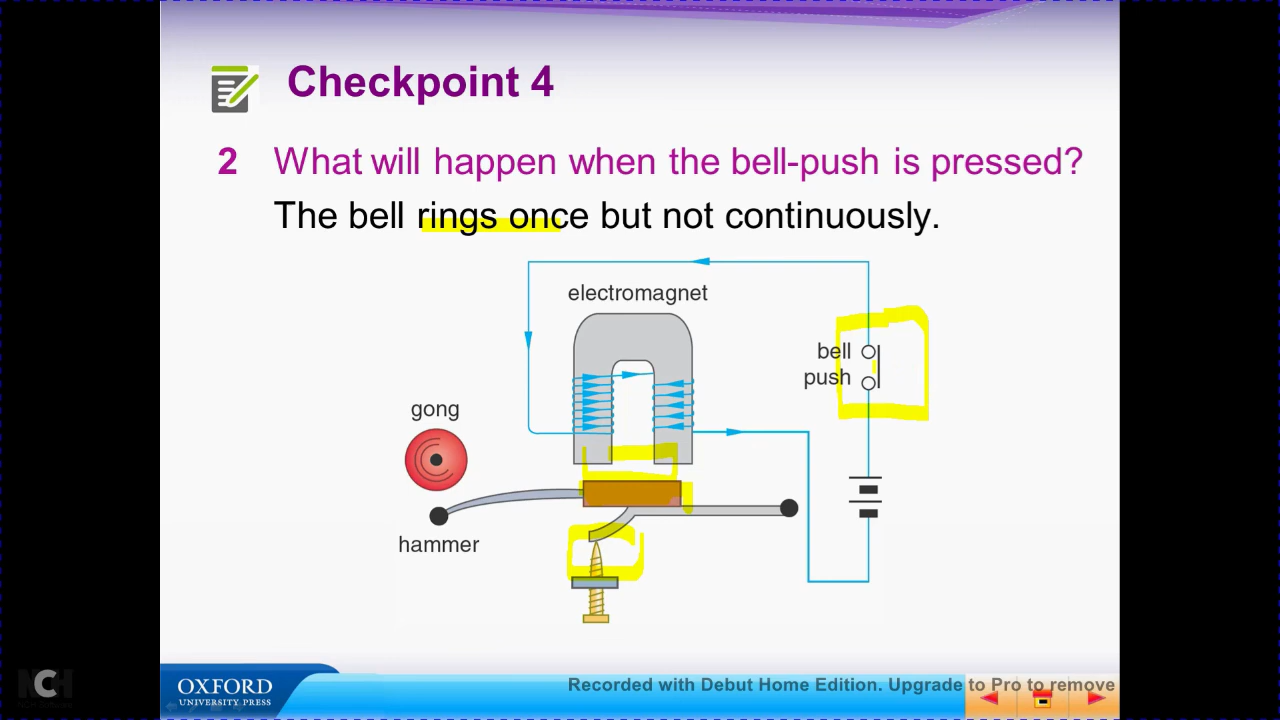 Checkpoint 4
2 What will happen when the bell-push is pressed?
The bell rings once but not continuously.
electromagnet
bell
push
gong
hammer
OXFORD
UNIVERSITY PRESS
Recorded with Debut Home Edition. Upgrade to Pro to remove
NCH